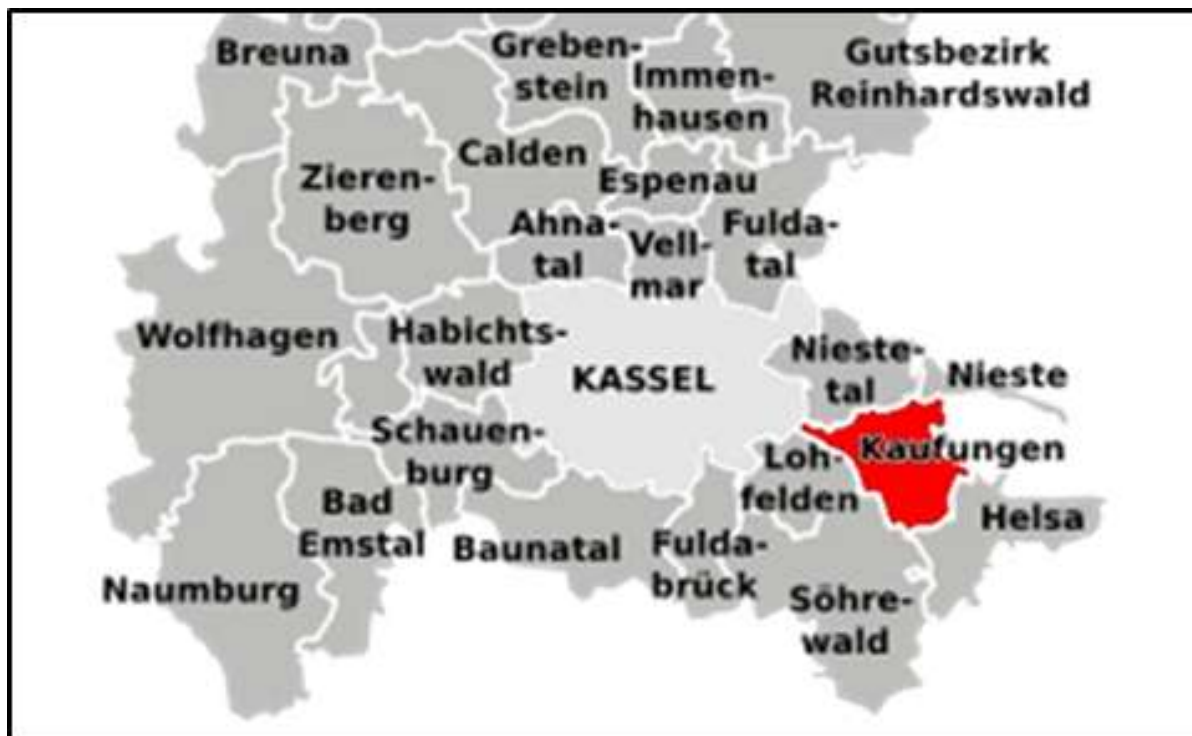 Breuna
Greben-
stein
Immen-
hausen
Gutsbezirk
Reinhardswald
Calden
Zieren-
berg
Espenau
Ahna-
tal
Vell-
mar
Fulda-
tal
Wolfhagen
Habichts-
wald
KASSEL
Nieste-
tal
Nieste
Schauen-
burg
Kaufungen
Loh-
felden
Bad
Emstal
Baunatal
Fulda-
brück
Helsa
Naumburg
Söhre-
wald